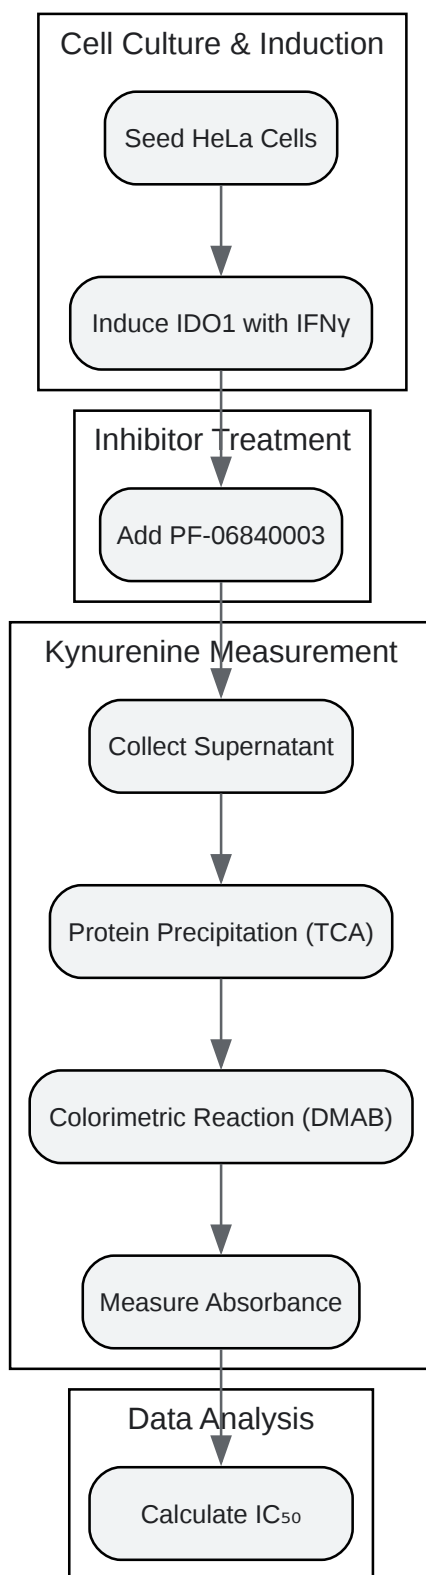 Cell Culture & Induction
Seed HeLa Cells
Induce IDO1 with IFNγ
Inhibitor Treatment
Add PF-06840003
Kynurenine Measurement
Collect Supernatant
Protein Precipitation (TCA)
Colorimetric Reaction (DMAB)
Measure Absorbance
Data Analysis
Calculate IC₅₀